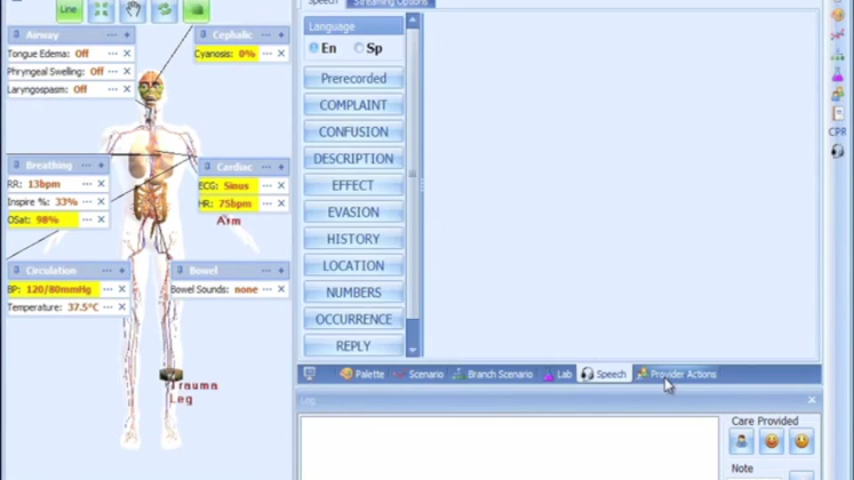 Speech Streaming Options
Line
Airway
Tongue Edema: Off
Phryngeal Swelling: Off
Laryngospasm: Off
Cephalic
Cyanosis: 0%
Breathing
RR: 13bpm
Inspire %: 33%
OSat: 98%
Cardiac
ECG: Sinus
HR: 75bpm
Arm
Circulation
BP: 120/80mmHg
Temperature: 37.5°C
Bowel
Bowel Sounds: none
Trauma
Leg
Language
En Sp
Prerecorded
COMPLAINT
CONFUSION
DESCRIPTION
EFFECT
EVASION
HISTORY
LOCATION
NUMBERS
OCCURRENCE
REPLY
CPR
Palette Scenario Branch Scenario Lab Speech Provider Actions
Log
Care Provided
Note